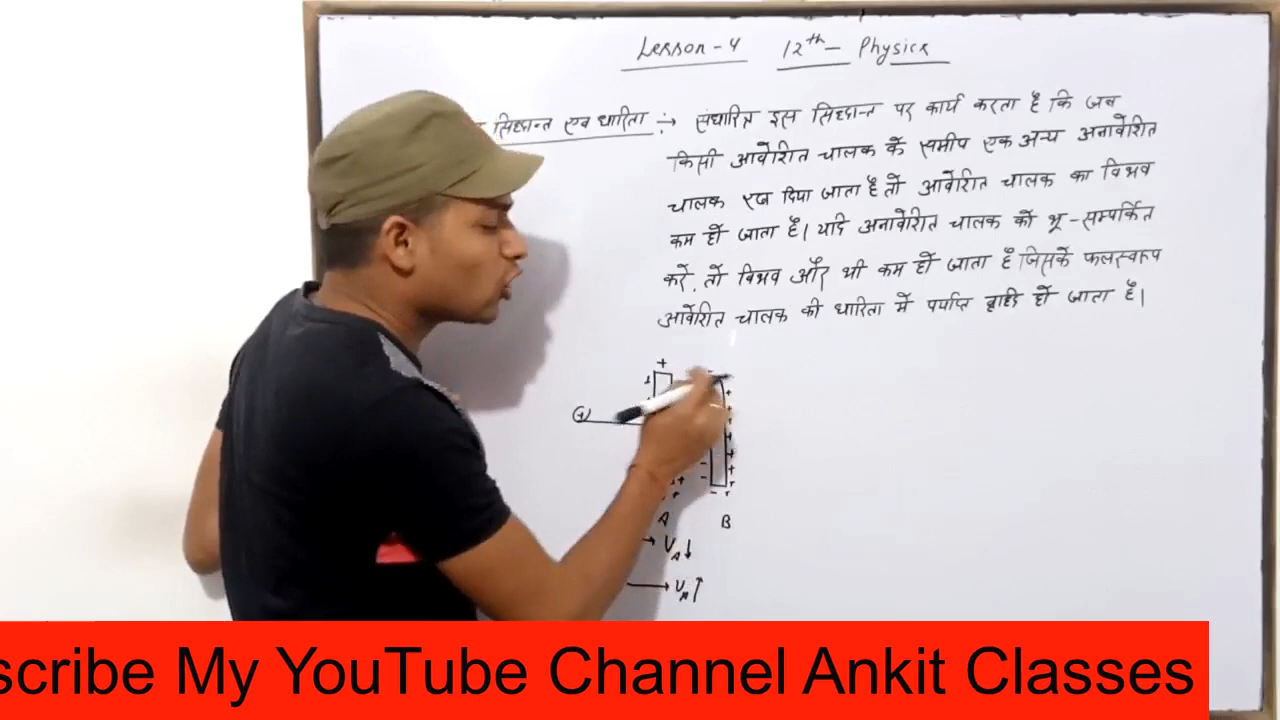 Lesson-4 12th- Physics
सिद्धान्त एवं धारिता :→ संधारित्र इस सिद्धान्त पर कार्य करता है कि जब
किसी आवेशित चालक के समीप एक अन्य अनावेशित
चालक रख दिया जाता है तो आवेशित चालक का विभव
कम हो जाता है। यदि अनावेशित चालक को भू-सम्पर्कित
करें, तो विभव और भी कम हो जाता है जिसके फलस्वरूप
आवेशित चालक की धारिता में पर्याप्त वृद्धि हो जाता है।
A B
scribe My YouTube Channel Ankit Classes